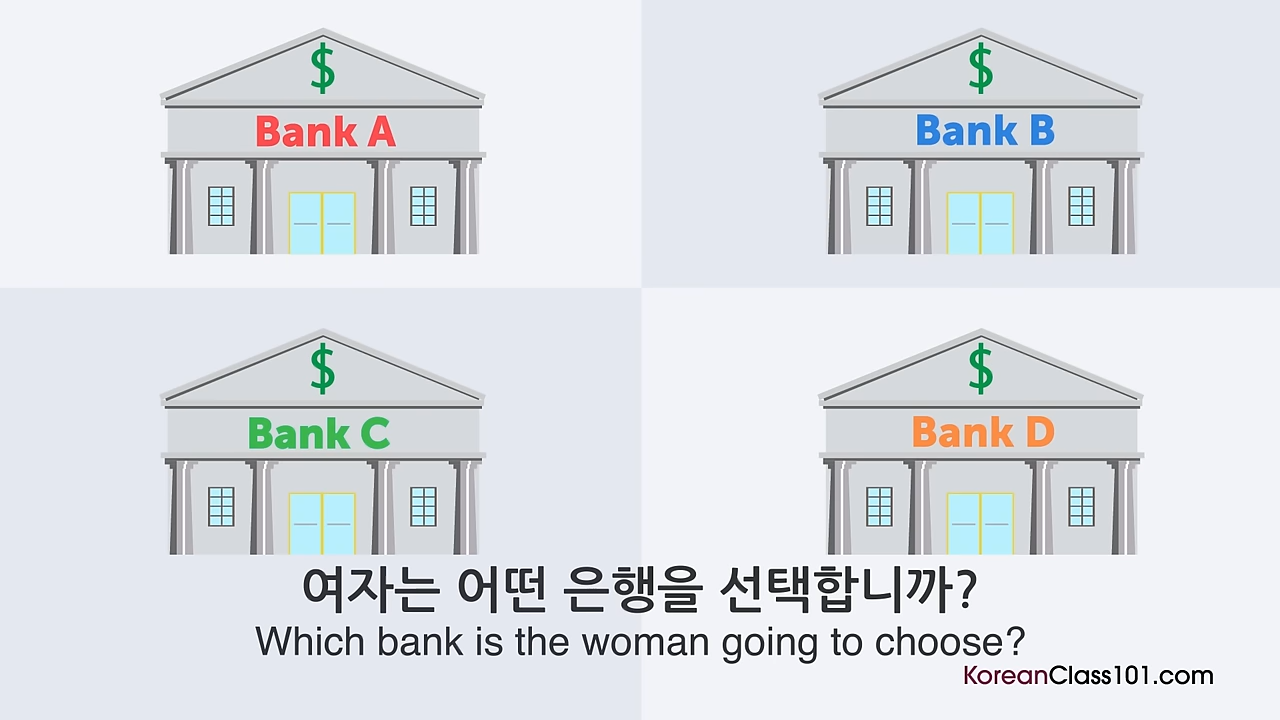 $
Bank A
$
Bank B
$
Bank C
$
Bank D
여자는 어떤 은행을 선택합니까?
Which bank is the woman going to choose?
KoreanClass101.com